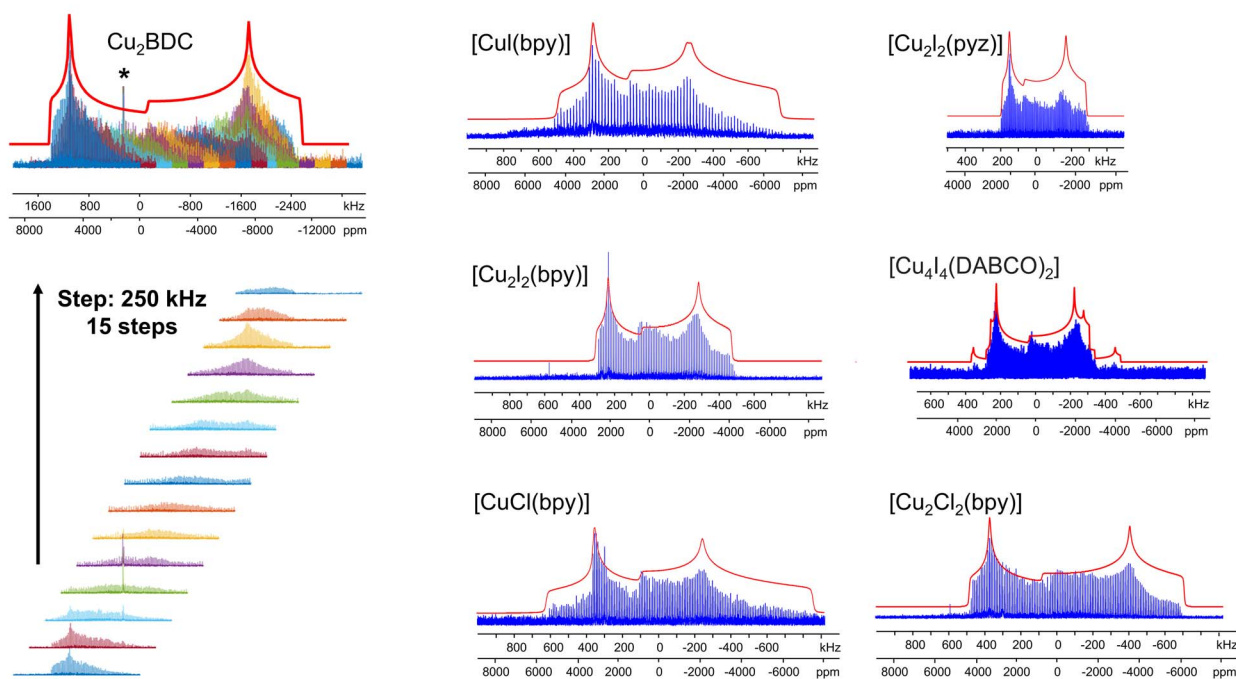 Cu₂BDC
*
1600 800 0 -800 -1600 -2400 kHz
8000 4000 0 -4000 -8000 -12000 ppm
Step: 250 kHz
15 steps
[CuI(bpy)]
800 600 400 200 0 -200 -400 -600 kHz
8000 6000 4000 2000 0 -2000 -4000 -6000 ppm
[Cu₂I₂(pyz)]
400 200 0 -200 kHz
4000 2000 0 -2000 ppm
[Cu₂I₂(bpy)]
800 600 400 200 0 -200 -400 -600 kHz
8000 6000 4000 2000 0 -2000 -4000 -6000 ppm
[Cu₄I₄(DABCO)₂]
600 400 200 0 -200 -400 kHz
4000 2000 0 -2000 -4000 ppm
[CuCl(bpy)]
800 600 400 200 0 -200 -400 -600 kHz
8000 6000 4000 2000 0 -2000 -4000 -6000 ppm
[Cu₂Cl₂(bpy)]
800 600 400 200 0 -200 -400 -600 kHz
8000 6000 4000 2000 0 -2000 -4000 -6000 ppm